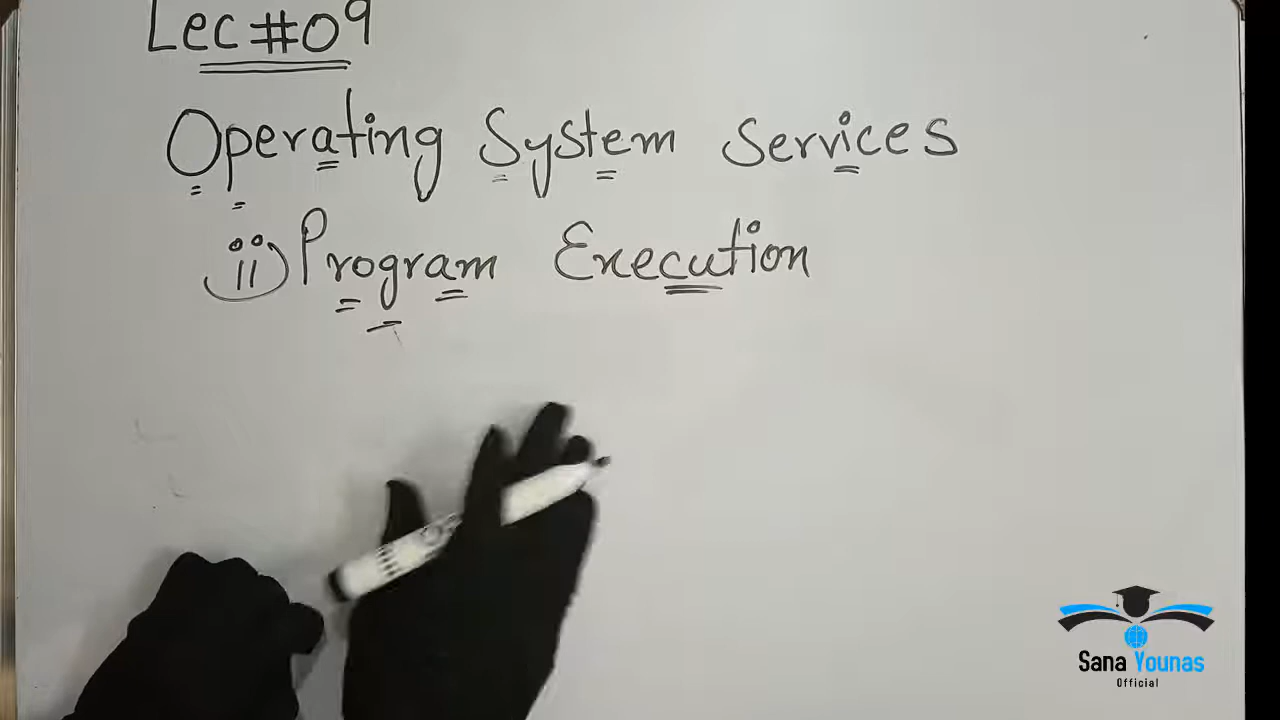 Lec #09
Operating System Services
ii) Program Execution
Sana Younas
Official